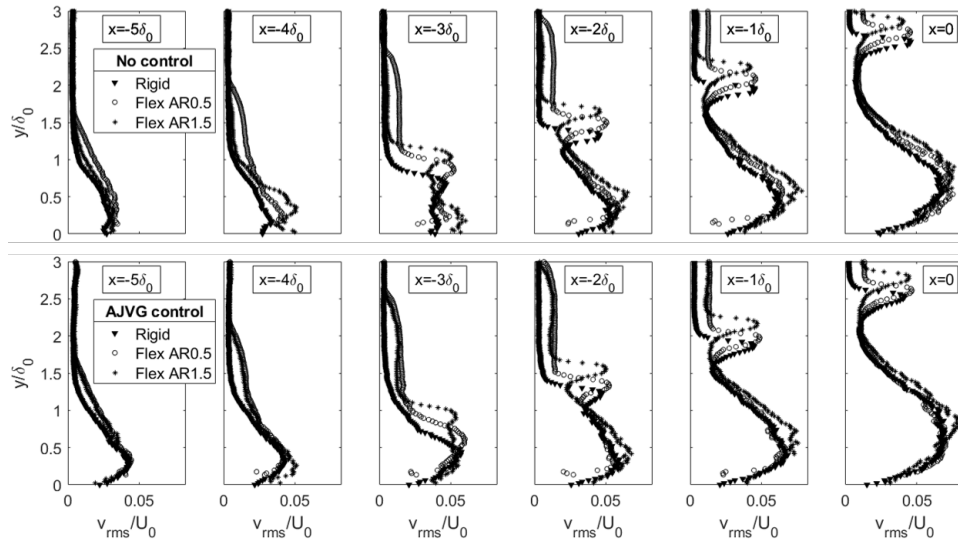 x=-5δ0 x=-4δ0 x=-3δ0 x=-2δ0 x=-1δ0 x=0
No control
Rigid
Flex AR0.5
Flex AR1.5
y/δ0
3
2.5
2
1.5
1
0.5
0
x=-5δ0 x=-4δ0 x=-3δ0 x=-2δ0 x=-1δ0 x=0
AJVG control
Rigid
Flex AR0.5
Flex AR1.5
y/δ0
3
2.5
2
1.5
1
0.5
0
0 0.05 0 0.05 0 0.05 0 0.05 0 0.05 0 0.05
vrms/U0 vrms/U0 vrms/U0 vrms/U0 vrms/U0 vrms/U0